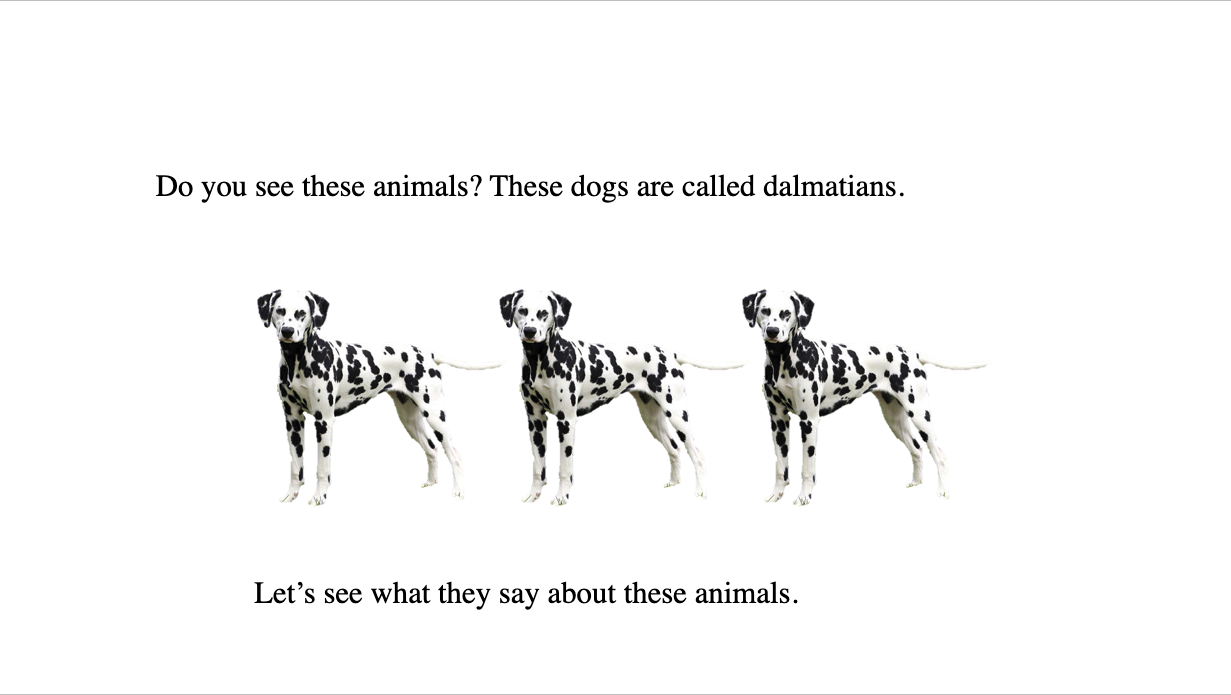 Do you see these animals? These dogs are called dalmatians.
Let’s see what they say about these animals.